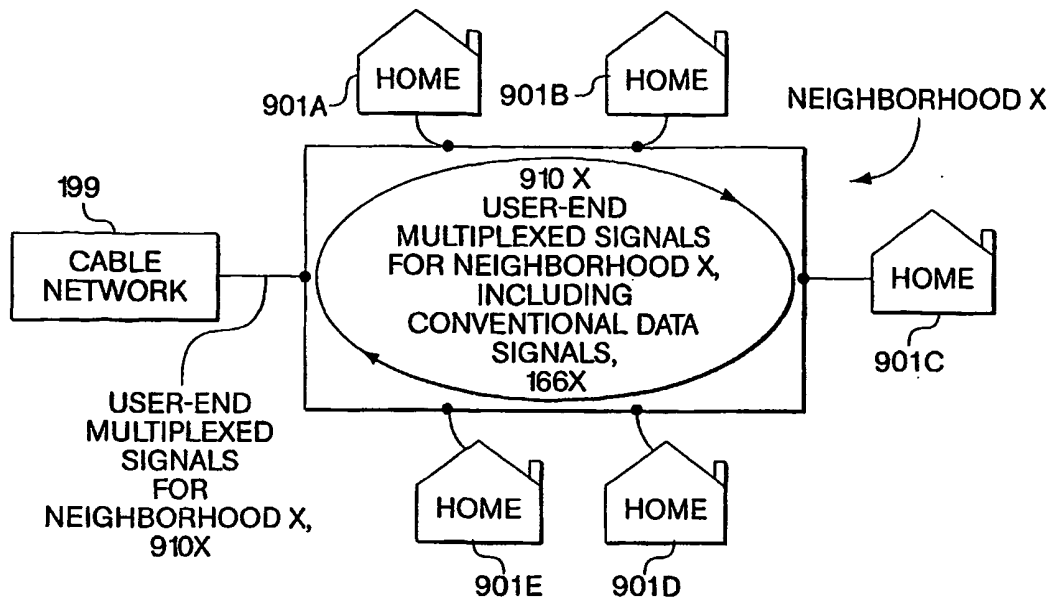 HOME
901A
HOME
901B
NEIGHBORHOOD X
199
CABLE
NETWORK
910 X
USER-END
MULTIPLEXED SIGNALS
FOR NEIGHBORHOOD X,
INCLUDING
CONVENTIONAL DATA
SIGNALS,
166X
HOME
901C
USER-END
MULTIPLEXED
SIGNALS
FOR
NEIGHBORHOOD X,
910X
HOME
901E
HOME
901D